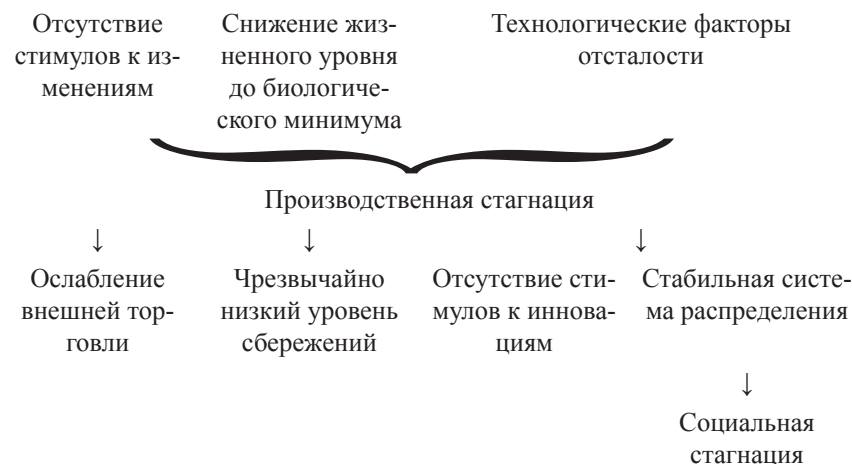 Отсутствие
стимулов к из-
менениям
Снижение жиз-
ненного уровня
до биологиче-
ского минимума
Технологические факторы
отсталости
Производственная стагнация
↓ ↓ ↓
Ослабление
внешней тор-
говли
Чрезвычайно
низкий уровень
сбережений
Отсутствие сти-
мулов к иннова-
циям
Стабильная систе-
ма распределения
↓
Социальная
стагнация